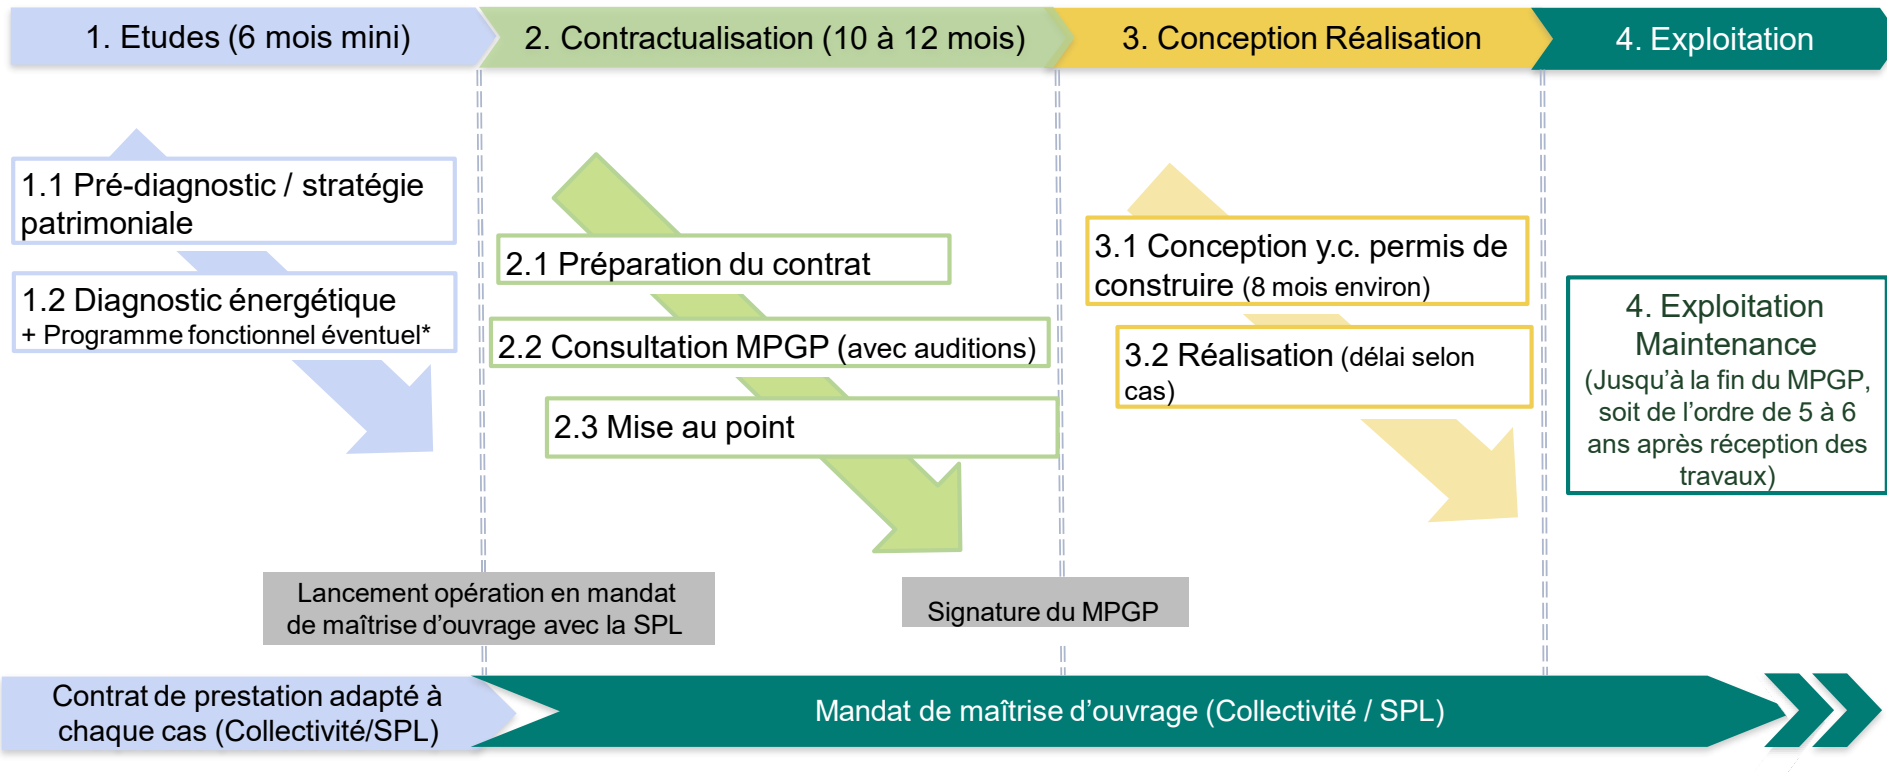 1. Etudes (6 mois mini)
2. Contractualisation (10 à 12 mois)
3. Conception Réalisation
4. Exploitation
1.1 Pré-diagnostic / stratégie
patrimoniale
1.2 Diagnostic énergétique
+ Programme fonctionnel éventuel*
2.1 Préparation du contrat
2.2 Consultation MPGP (avec auditions)
2.3 Mise au point
3.1 Conception y.c. permis de
construire (8 mois environ)
3.2 Réalisation (délai selon
cas)
4. Exploitation
Maintenance
(Jusqu’à la fin du MPGP,
soit de l’ordre de 5 à 6
ans après réception des
travaux)
Lancement opération en mandat
de maîtrise d’ouvrage avec la SPL
Signature du MPGP
Contrat de prestation adapté à
chaque cas (Collectivité/SPL)
Mandat de maîtrise d’ouvrage (Collectivité / SPL)